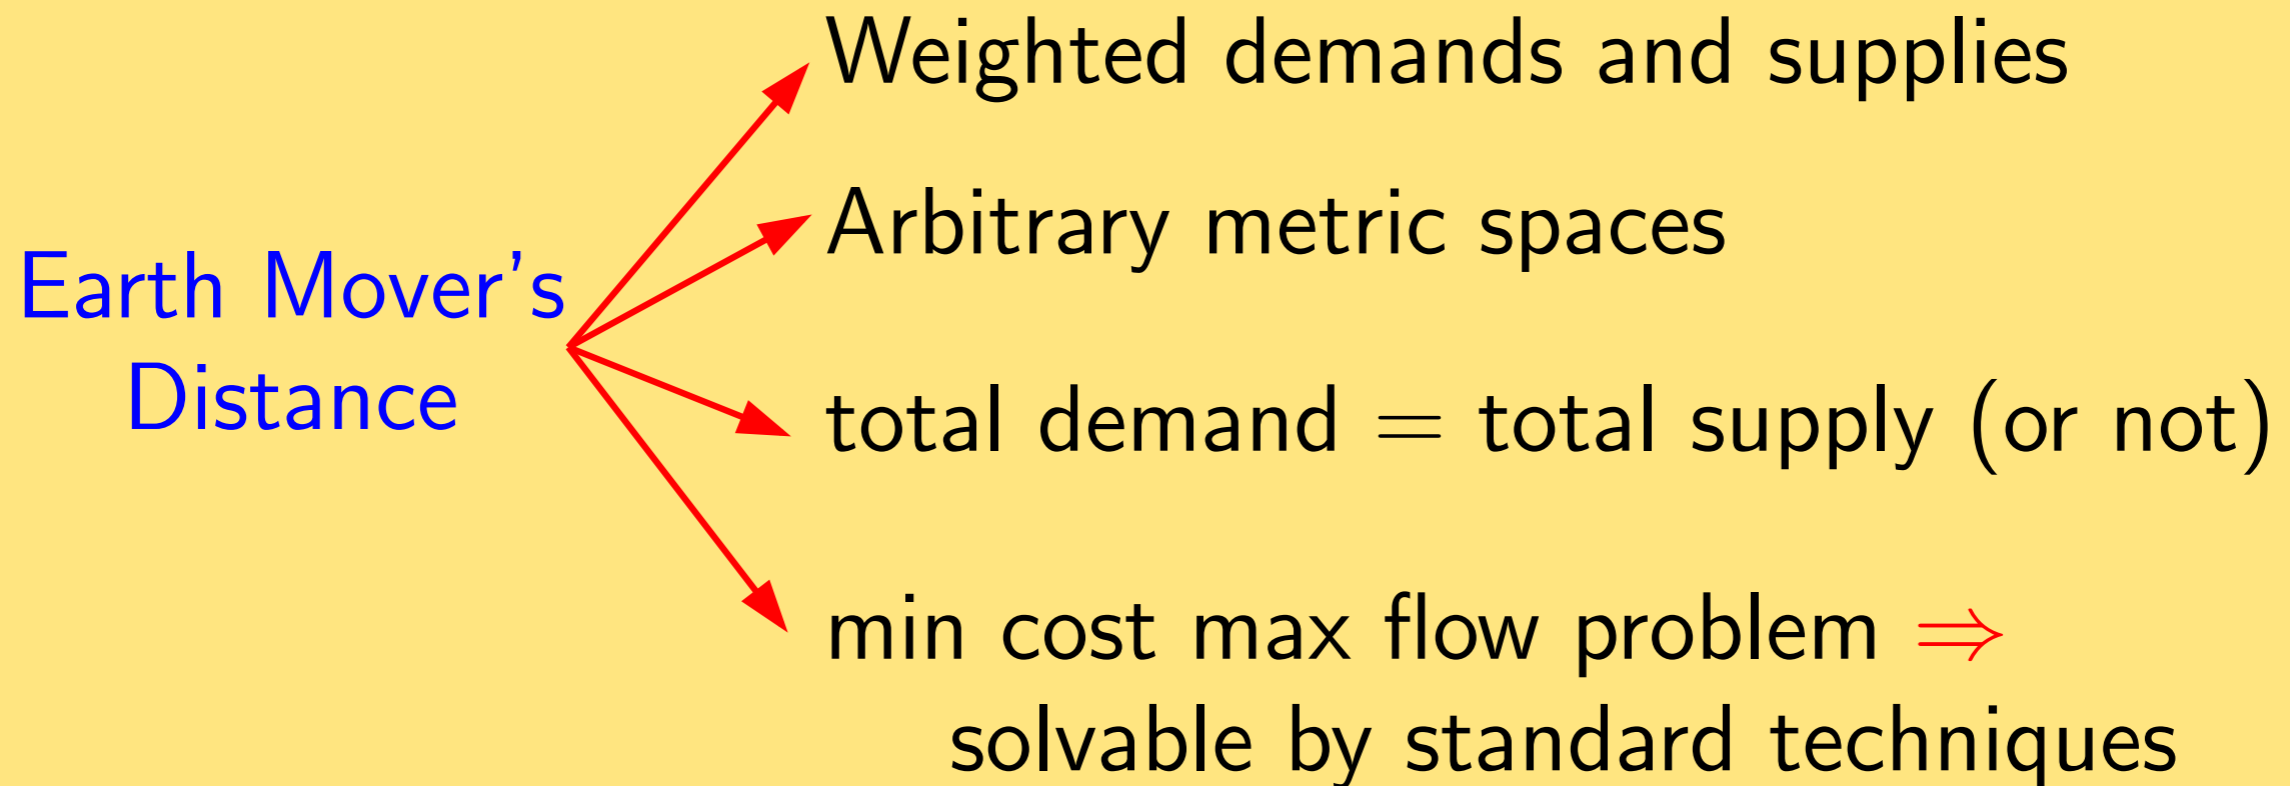 Weighted demands and supplies
Arbitrary metric spaces
Earth Mover's
Distance
total demand = total supply (or not)
min cost max flow problem ⇒
solvable by standard techniques